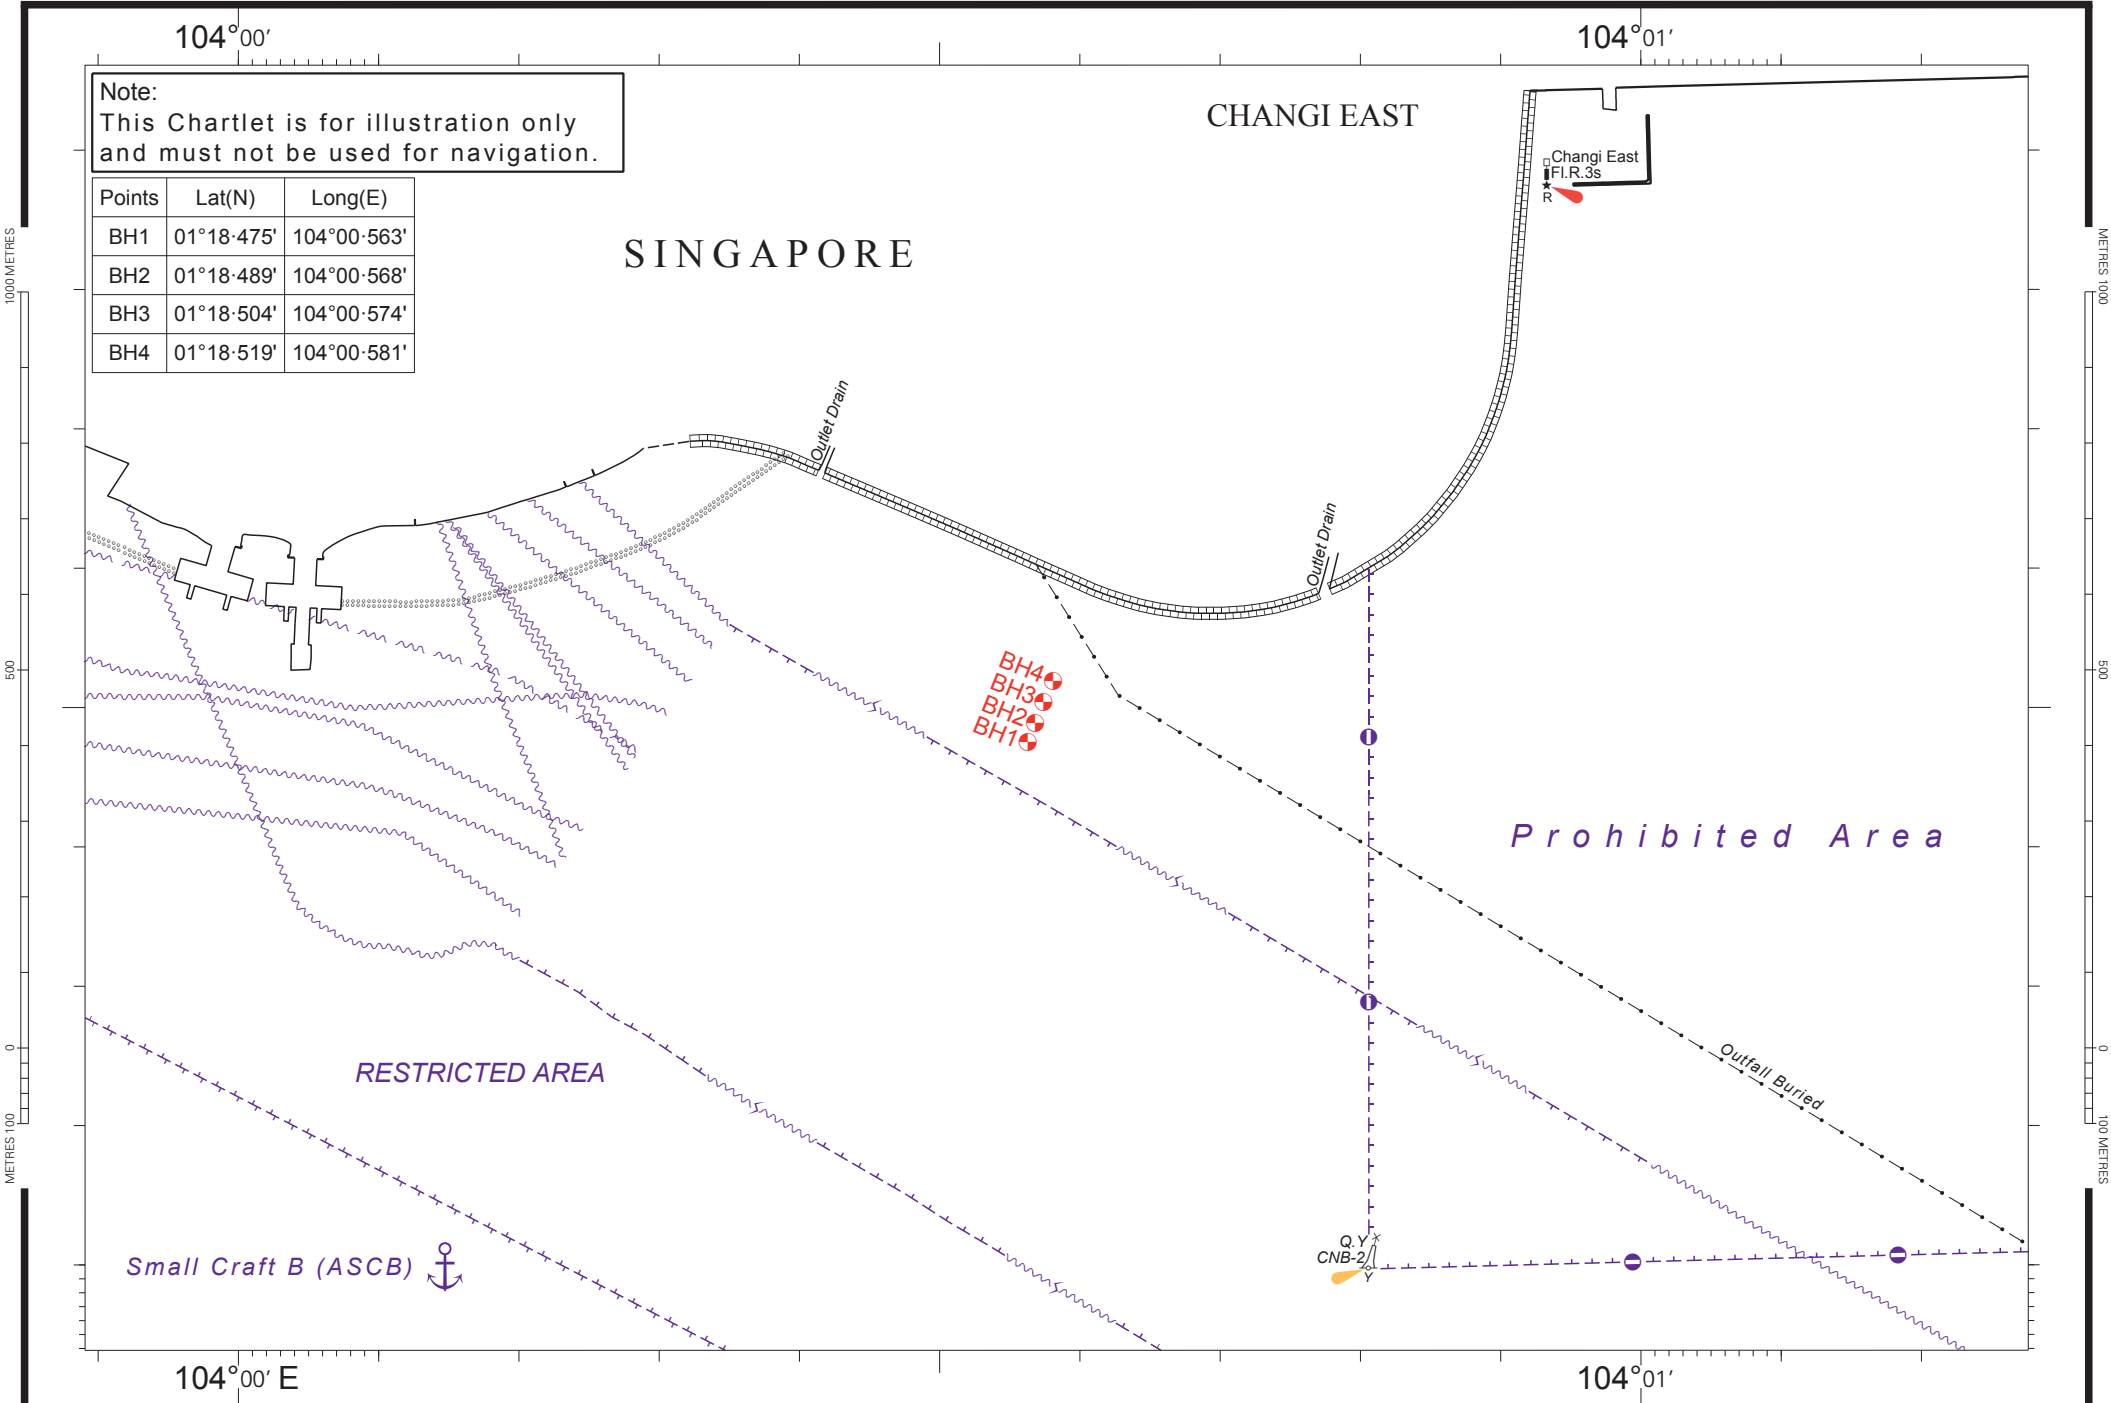 104°00′
104°01′
Note:
This Chartlet is for illustration only
and must not be used for navigation.
Points Lat(N) Long(E)
BH1 01°18·475' 104°00·563'
BH2 01°18·489' 104°00·568'
BH3 01°18·504' 104°00·574'
BH4 01°18·519' 104°00·581'
CHANGI EAST
Changi East
Fl.R.3s
R
SINGAPORE
1000 METRES
METRES 1000
Outlet Drain
Outlet Drain
BH4
BH3
BH2
BH1
500
500
Prohibited Area
0
0
Outfall Buried
RESTRICTED AREA
METRES 100
100 METRES
Q.Y
CNB-2
Y
Small Craft B (ASCB)
104°00′ E
104°01′